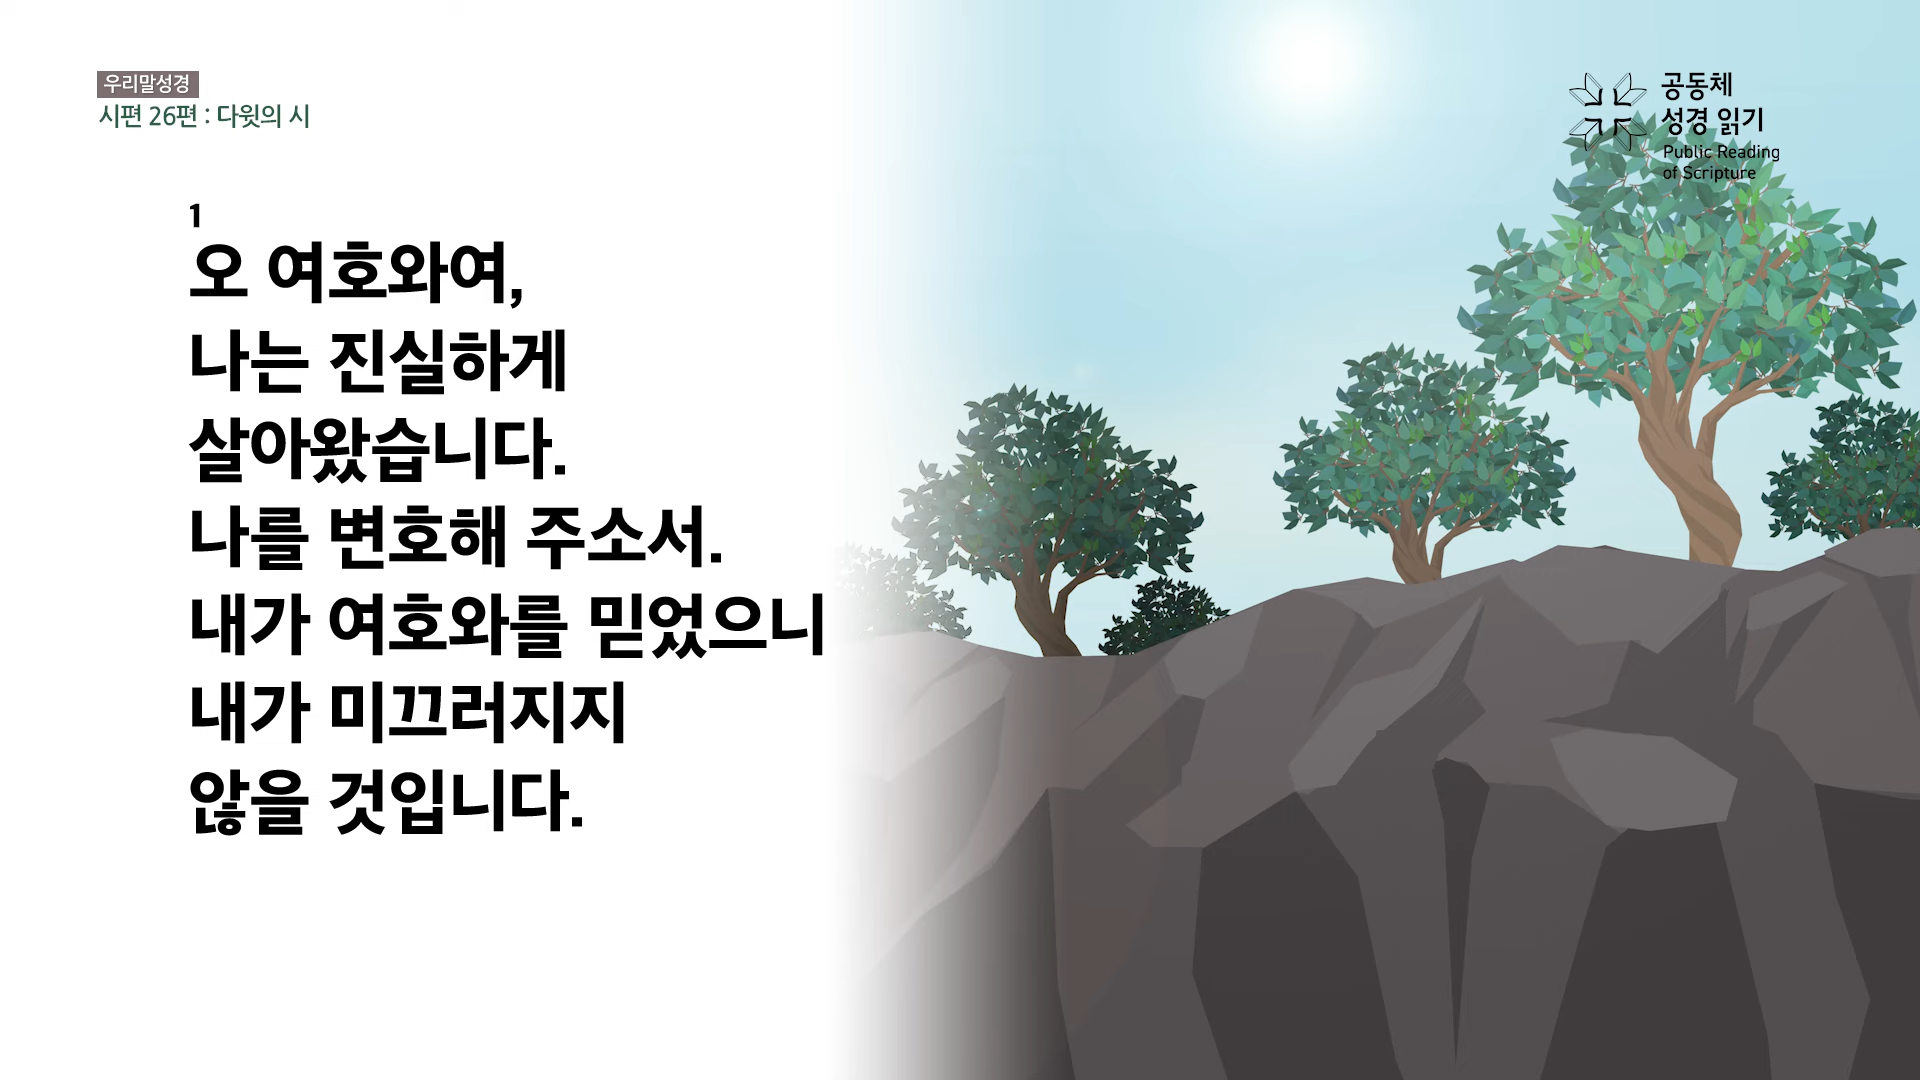 우리말성경
시편 26편 : 다윗의 시
공동체
성경 읽기
Public Reading
of Scripture
1
오 여호와여,
나는 진실하게
살아왔습니다.
나를 변호해 주소서.
내가 여호와를 믿었으니
내가 미끄러지지
않을 것입니다.